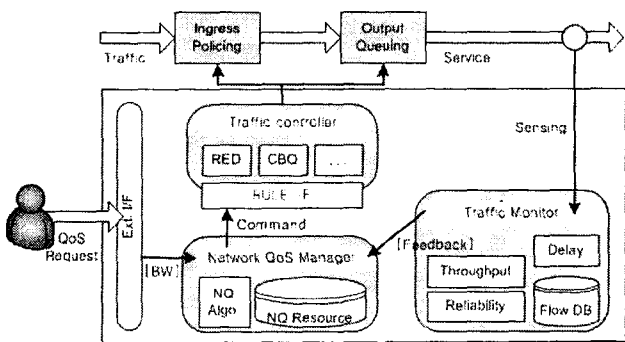 Ingress
Policing
Output
Queuing
Traffic
Service
Traffic controller
Sensing
RED
CBQ
...
Ext. I/F
Traffic Monitor
Command
QoS
Request
[BW]
Network QoS Manager
[Feedback]
Delay
Throughput
NQ
Algo
NQ Resource
Reliability
Flow DB